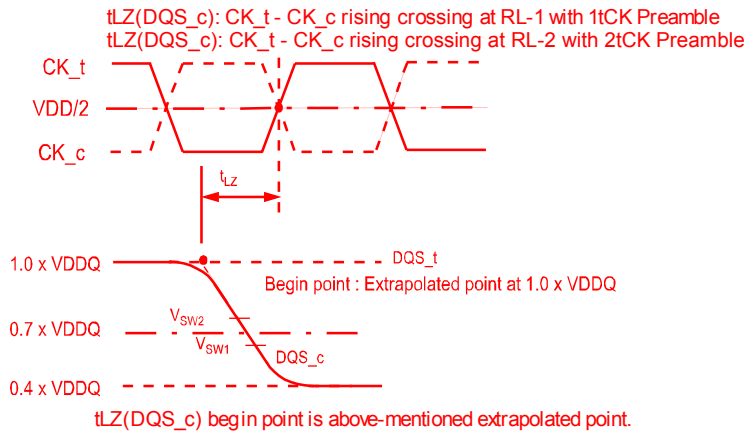 tLZ(DQS_c): CK_t - CK_c rising crossing at RL-1 with 1tCK Preamble
tLZ(DQS_c): CK_t - CK_c rising crossing at RL-2 with 2tCK Preamble
CK_t
VDD/2
CK_c
tLZ
1.0 x VDDQ
DQS_t
Begin point : Extrapolated point at 1.0 x VDDQ
VSW2
0.7 x VDDQ
VSW1
DQS_c
0.4 x VDDQ
tLZ(DQS_c) begin point is above-mentioned extrapolated point.